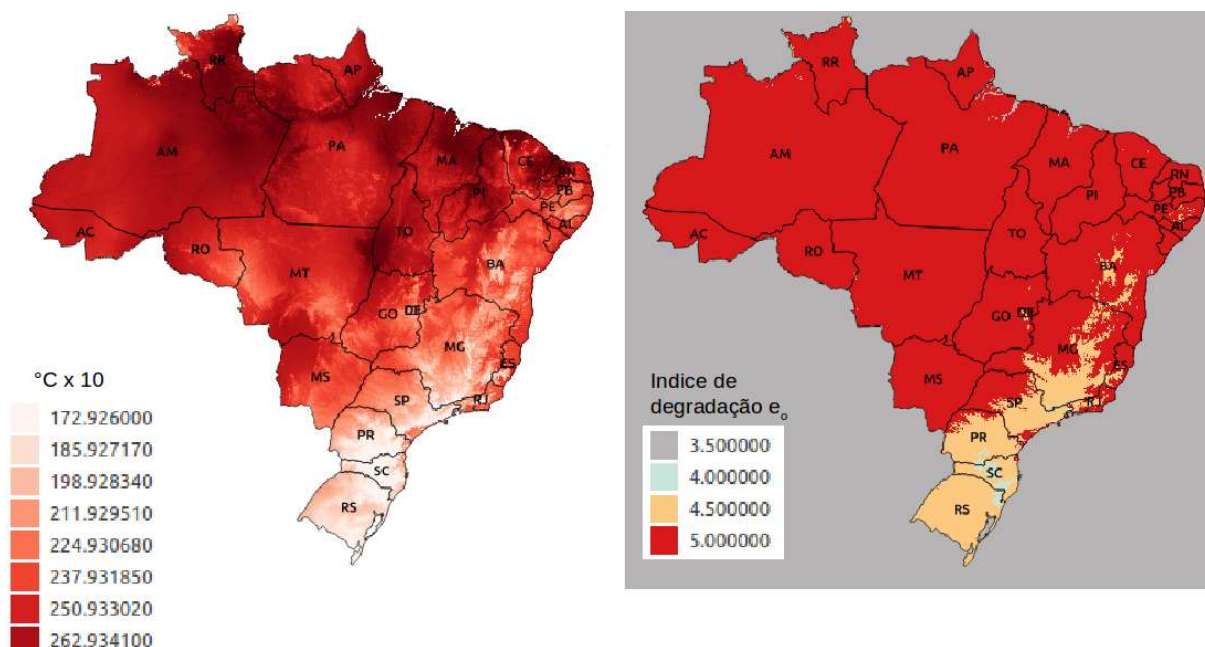 RR
AP
AM
PA
MA
CE
RN
PB
PI
PE
AL
AC
RO
TO
MT
BA
GO
DF
MG
ES
MS
SP
RJ
PR
SC
RS
°C x 10
172.926000
185.927170
198.928340
211.929510
224.930680
237.931850
250.933020
262.934100
RR
AP
AM
PA
MA
CE
RN
PB
PI
PE
AL
AC
RO
TO
MT
BA
GO
DF
MG
ES
MS
SP
RJ
PR
SC
RS
Indice de
degradação eo
3.500000
4.000000
4.500000
5.000000